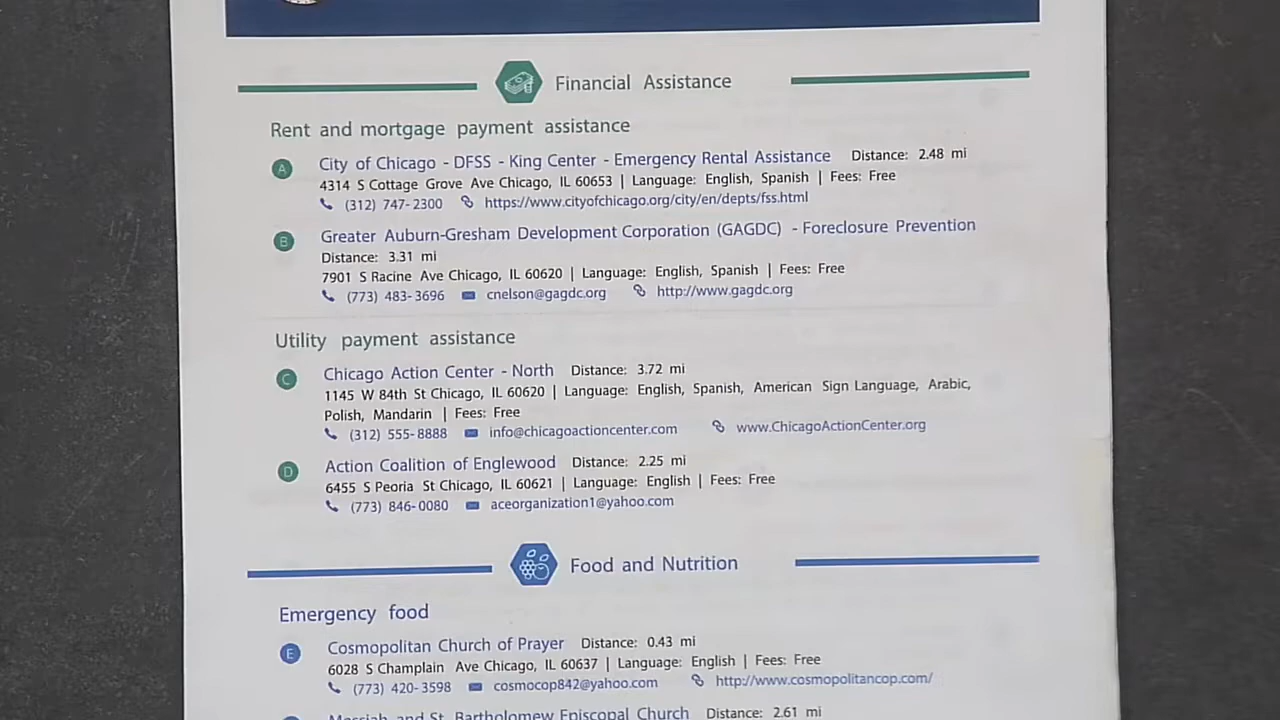 Financial Assistance
Rent and mortgage payment assistance
A City of Chicago - DFSS - King Center - Emergency Rental Assistance Distance: 2.48 mi
4314 S Cottage Grove Ave Chicago, IL 60653 | Language: English, Spanish | Fees: Free
(312) 747-2300 https://www.cityofchicago.org/city/en/depts/fss.html
B Greater Auburn-Gresham Development Corporation (GAGDC) - Foreclosure Prevention
Distance: 3.31 mi
7901 S Racine Ave Chicago, IL 60620 | Language: English, Spanish | Fees: Free
(773) 483-3696 cnelson@gagdc.org http://www.gagdc.org
Utility payment assistance
C Chicago Action Center - North Distance: 3.72 mi
1145 W 84th St Chicago, IL 60620 | Language: English, Spanish, American Sign Language, Arabic,
Polish, Mandarin | Fees: Free
(312) 555-8888 info@chicagoactioncenter.com www.ChicagoActionCenter.org
D Action Coalition of Englewood Distance: 2.25 mi
6455 S Peoria St Chicago, IL 60621 | Language: English | Fees: Free
(773) 846-0080 aceorganization1@yahoo.com
Food and Nutrition
Emergency food
E Cosmopolitan Church of Prayer Distance: 0.43 mi
6028 S Champlain Ave Chicago, IL 60637 | Language: English | Fees: Free
(773) 420-3598 cosmocop842@yahoo.com http://www.cosmopolitancop.com/
Messiah and St. Bartholomew Episcopal Church Distance: 2.61 mi